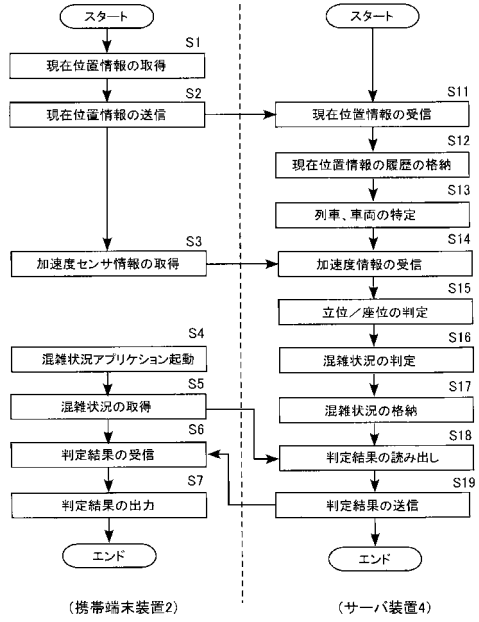 スタート
S1
現在位置情報の取得
S2
現在位置情報の送信
S3
加速度センサ情報の取得
S4
混雑状況アプリケション起動
S5
混雑状況の取得
S6
判定結果の受信
S7
判定結果の出力
エンド
(携帯端末装置2)
スタート
S11
現在位置情報の受信
S12
現在位置情報の履歴の格納
S13
列車、車両の特定
S14
加速度情報の受信
S15
立位/座位の判定
S16
混雑状況の判定
S17
混雑状況の格納
S18
判定結果の読み出し
S19
判定結果の送信
エンド
(サーバ装置4)